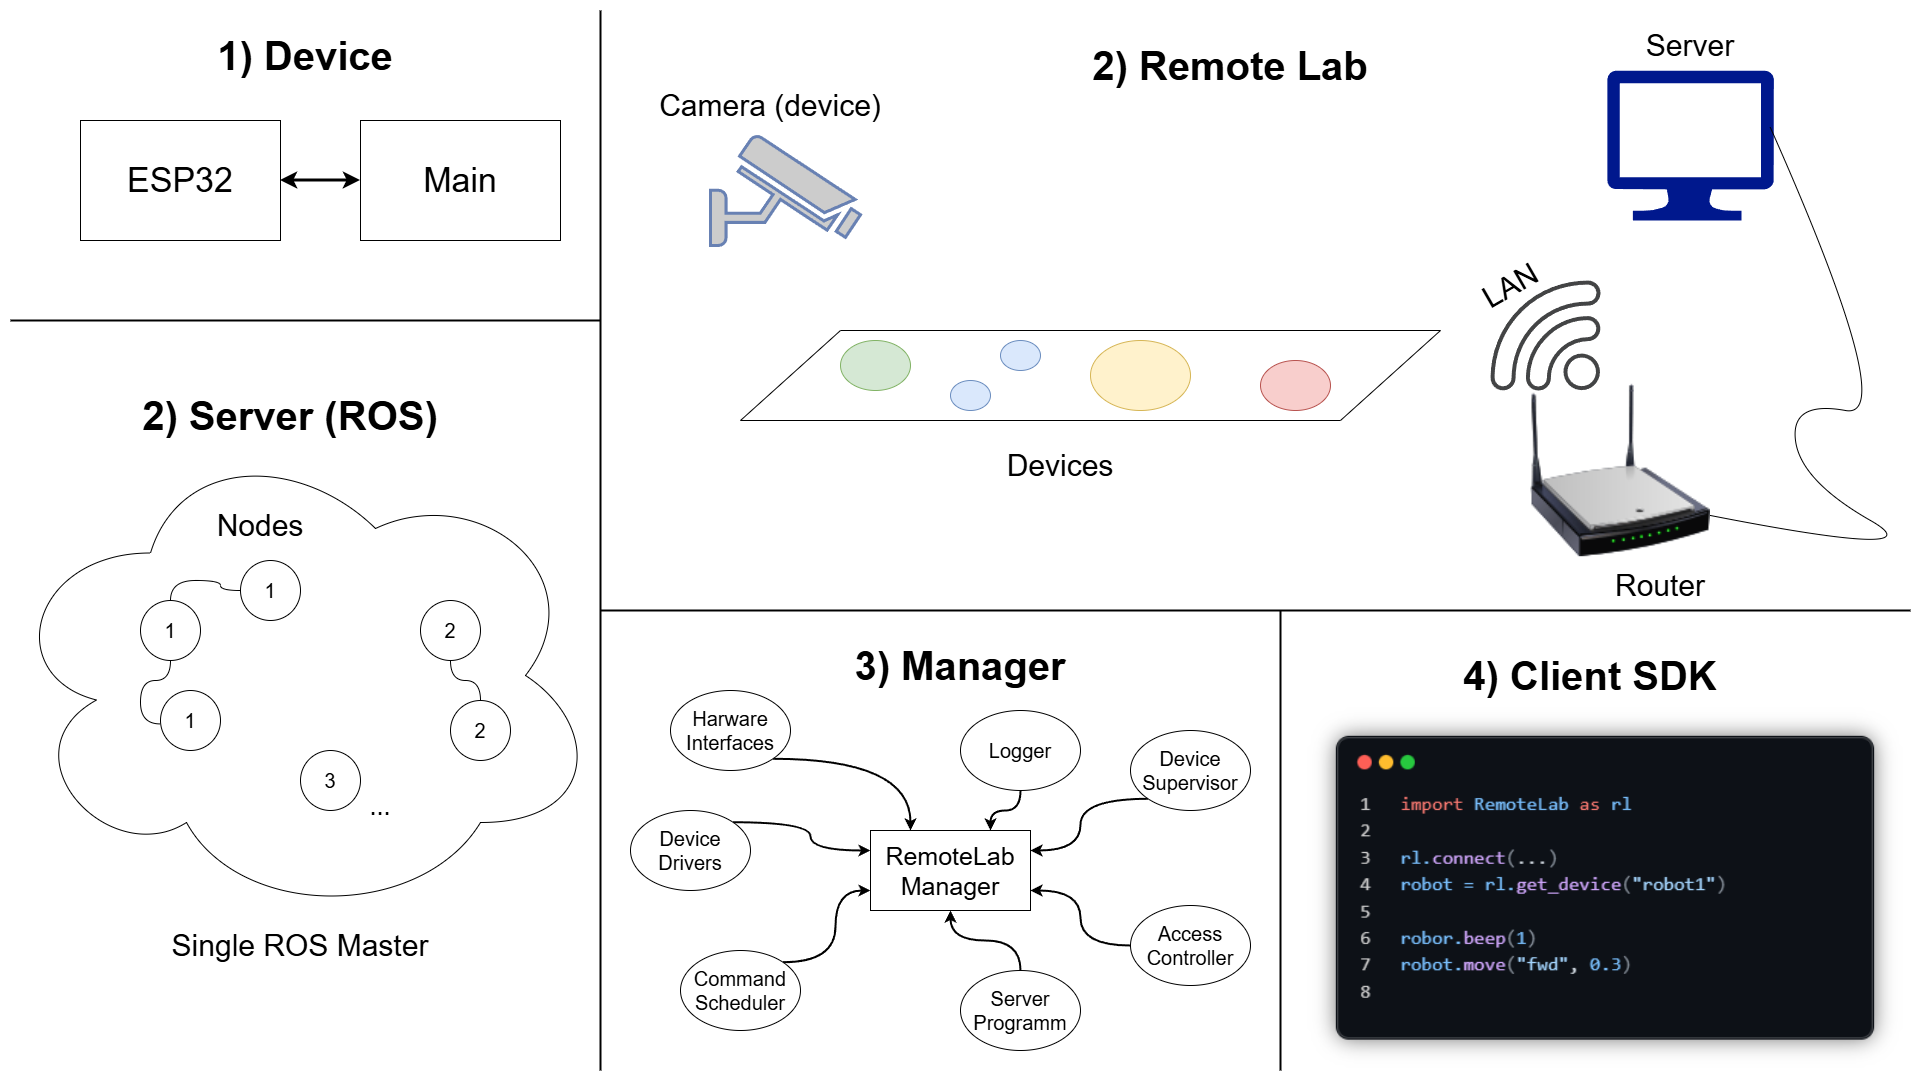 1) Device
ESP32
Main
2) Remote Lab
Camera (device)
Server
LAN
Devices
Router
2) Server (ROS)
Nodes
1
1
1
2
2
3
...
Single ROS Master
3) Manager
Harware
Interfaces
Logger
Device
Supervisor
Device
Drivers
RemoteLab
Manager
Command
Scheduler
Server
Programm
Access
Controller
4) Client SDK
1 import RemoteLab as rl
2
3 rl.connect(...)
4 robot = rl.get_device("robot1")
5
6 robor.beep(1)
7 robot.move("fwd", 0.3)
8